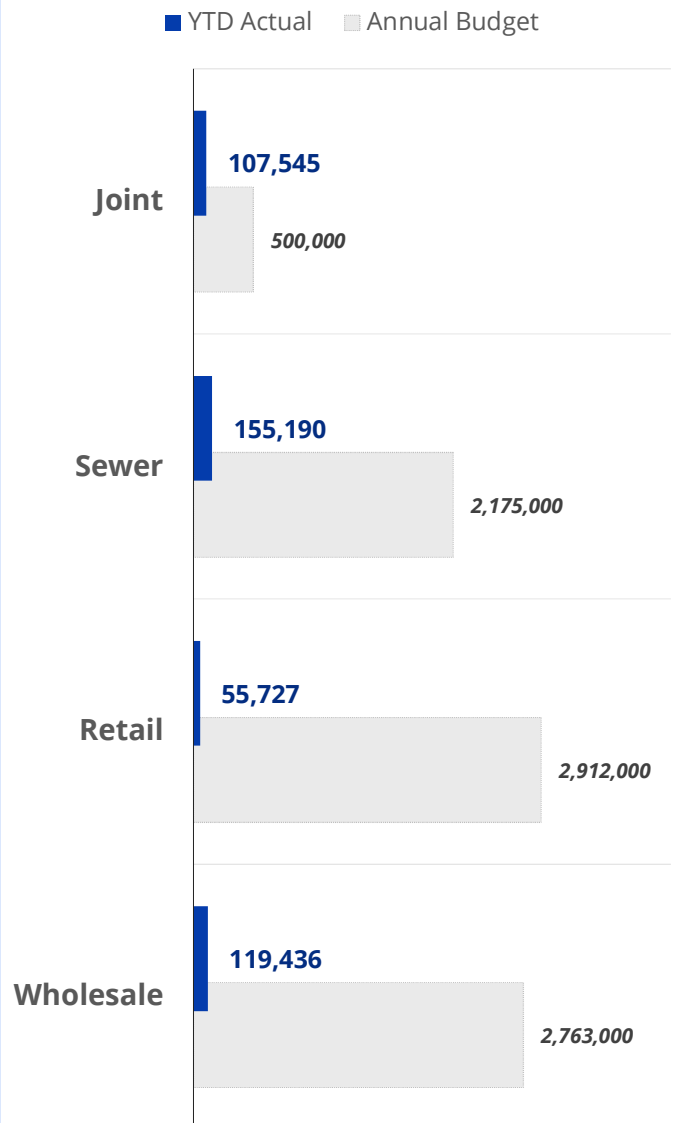 YTD Actual Annual Budget
107,545
Joint
500,000
155,190
Sewer
2,175,000
55,727
Retail
2,912,000
119,436
Wholesale
2,763,000